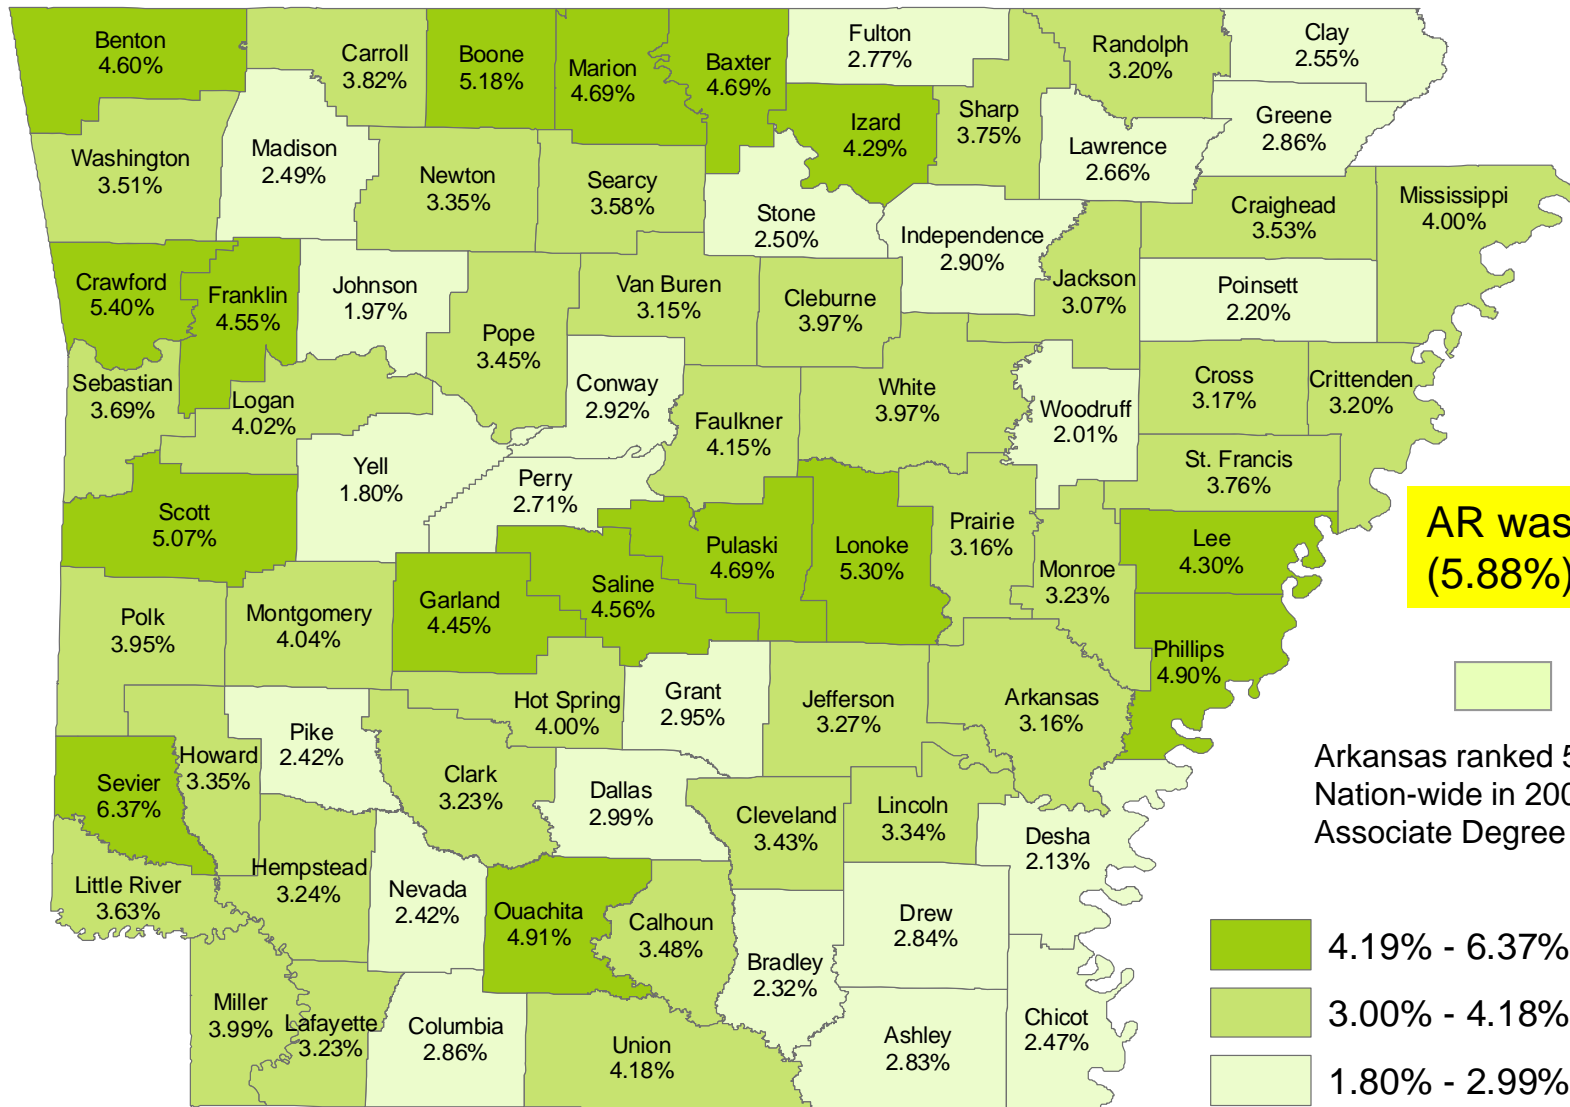 Benton
4.60%
Carroll
3.82%
Boone
5.18%
Marion
4.69%
Baxter
4.69%
Fulton
2.77%
Randolph
3.20%
Clay
2.55%
Izard
4.29%
Sharp
3.75%
Lawrence
2.66%
Greene
2.86%
Washington
3.51%
Madison
2.49%
Newton
3.35%
Searcy
3.58%
Stone
2.50%
Independence
2.90%
Craighead
3.53%
Mississippi
4.00%
Crawford
5.40%
Franklin
4.55%
Johnson
1.97%
Pope
3.45%
Van Buren
3.15%
Cleburne
3.97%
Jackson
3.07%
Poinsett
2.20%
Sebastian
3.69%
Logan
4.02%
Conway
2.92%
Faulkner
4.15%
White
3.97%
Woodruff
2.01%
Cross
3.17%
Crittenden
3.20%
Yell
1.80%
Perry
2.71%
St. Francis
3.76%
Scott
5.07%
Pulaski
4.69%
Lonoke
5.30%
Prairie
3.16%
Lee
4.30%
AR was
(5.88%)
Saline
4.56%
Garland
4.45%
Monroe
3.23%
Polk
3.95%
Montgomery
4.04%
Phillips
4.90%
Hot Spring
4.00%
Grant
2.95%
Jefferson
3.27%
Arkansas
3.16%
Pike
2.42%
Howard
3.35%
Sevier
6.37%
Clark
3.23%
Dallas
2.99%
Cleveland
3.43%
Lincoln
3.34%
Desha
2.13%
Arkansas ranked 5
Nation-wide in 200
Associate Degree
Little River
3.63%
Hempstead
3.24%
Nevada
2.42%
Ouachita
4.91%
Calhoun
3.48%
Bradley
2.32%
Drew
2.84%
Miller
3.99%
Lafayette
3.23%
Columbia
2.86%
Union
4.18%
Ashley
2.83%
Chicot
2.47%
4.19% - 6.37%
3.00% - 4.18%
1.80% - 2.99%